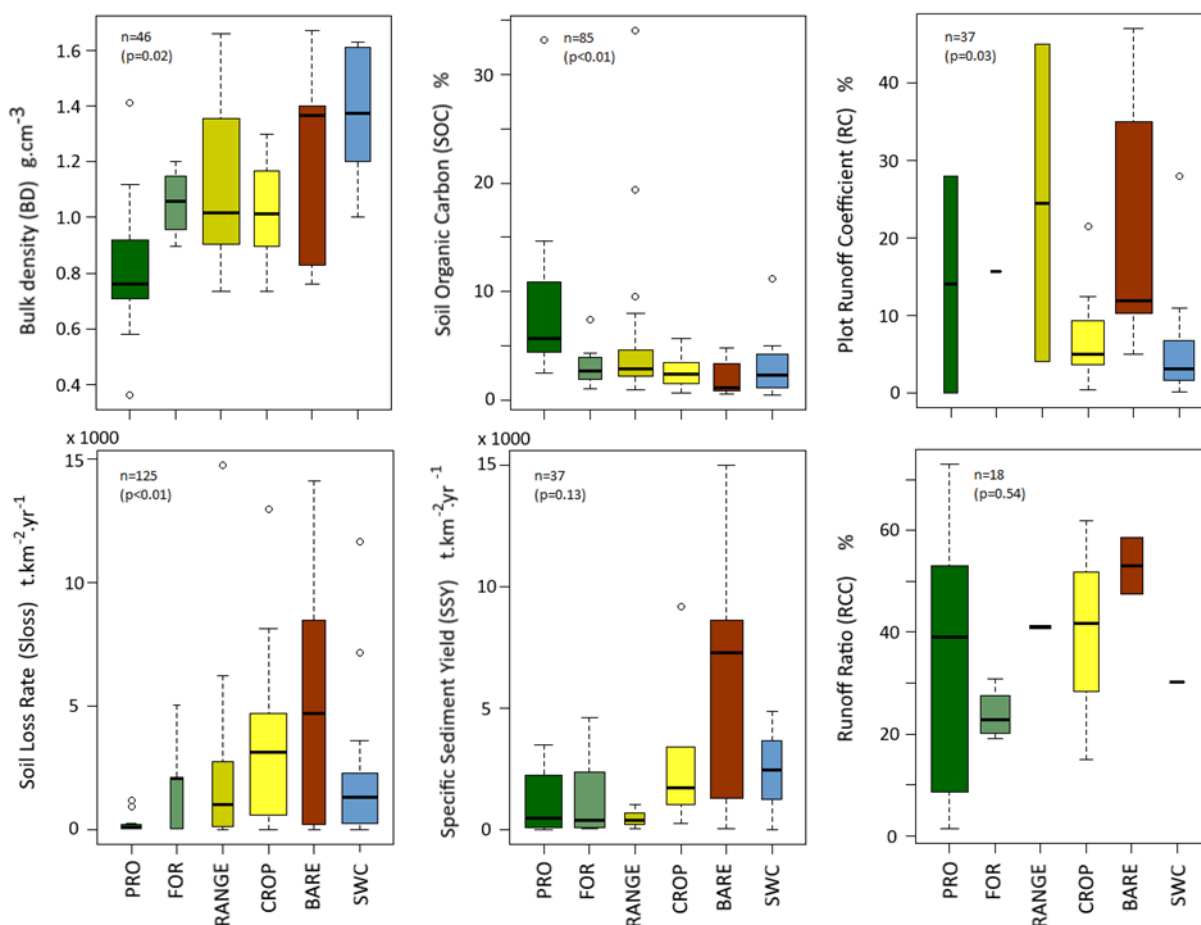 n=46
(p=0.02)
Bulk density (BD) g.cm⁻³
1.6
1.4
1.2
1.0
0.8
0.6
0.4
n=85
(p<0.01)
Soil Organic Carbon (SOC) %
30
20
10
0
n=37
(p=0.03)
Plot Runoff Coefficient (RC) %
40
30
20
10
0
x 1000
n=125
(p<0.01)
Soil Loss Rate (Sloss) t.km⁻².yr⁻¹
15
10
5
0
PRO
FOR
RANGE
CROP
BARE
SWC
x 1000
n=37
(p=0.13)
Specific Sediment Yield (SSY) t.km⁻².yr⁻¹
15
10
5
0
PRO
FOR
RANGE
CROP
BARE
SWC
n=18
(p=0.54)
Runoff Ratio (RCC) %
60
40
20
0
PRO
FOR
RANGE
CROP
BARE
SWC